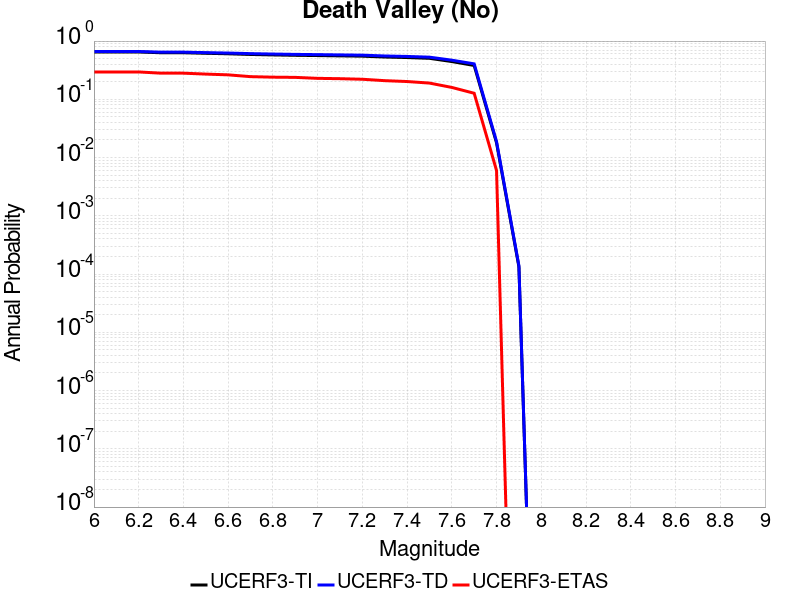 Death Valley (No)
10^0
10^-1
10^-2
10^-3
10^-4
10^-5
10^-6
10^-7
10^-8
Annual Probability
6 6.2 6.4 6.6 6.8 7 7.2 7.4 7.6 7.8 8 8.2 8.4 8.6 8.8 9
Magnitude
UCERF3-TI UCERF3-TD UCERF3-ETAS